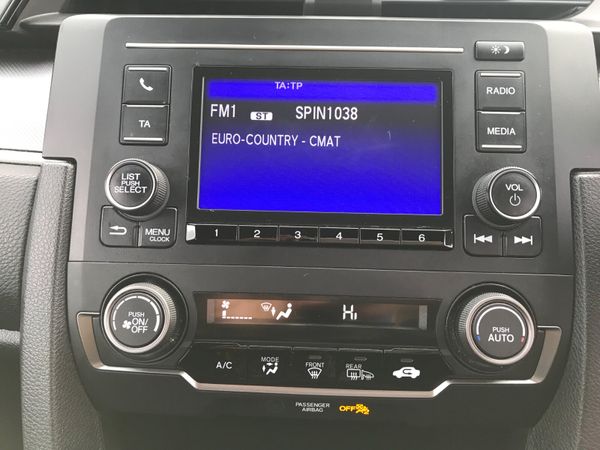 TA:TP
FM1 ST SPIN1038
EURO-COUNTRY - CMAT
TA
LIST
PUSH
SELECT
MENU
CLOCK
RADIO
MEDIA
VOL
1 2 3 4 5 6
PUSH
ON/
OFF
Hi
PUSH
AUTO
A/C
MODE
FRONT
REAR
PASSENGER
AIRBAG
OFF